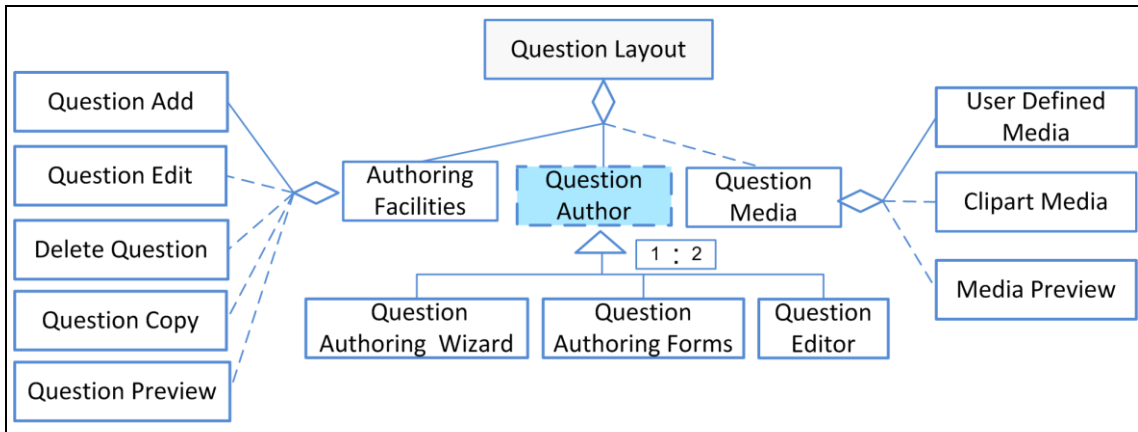 Question Layout
Question Add
Question Edit
Delete Question
Question Copy
Question Preview
Authoring
Facilities
Question
Author
Question
Media
User Defined
Media
Clipart Media
Media Preview
1 : 2
Question
Authoring Wizard
Question
Authoring Forms
Question
Editor